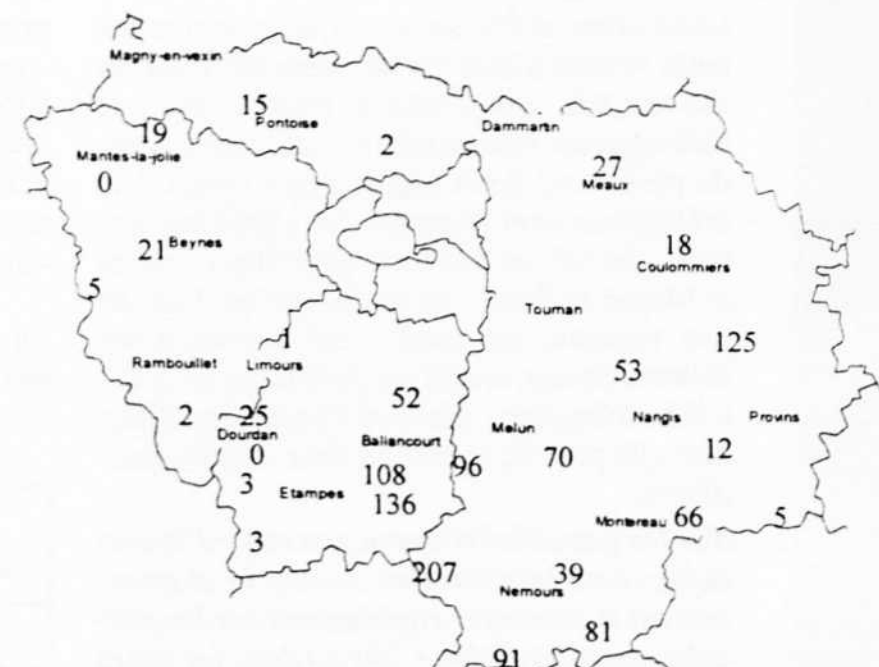 Magny-en-vexin
15
Pontoise
Dammartin
19
Mantes-la-jolie
2
27
Meaux
0
21 Beynes
18
Coulommiers
5
Tournan
1
125
Rambouillet
Limours
53
2
25
52
Nangis
Provins
Dourdan
Ballencourt
Melun
12
0
108
96
70
3
Etampes
136
Montereau 66
5
3
207
39
Nemours
81
91